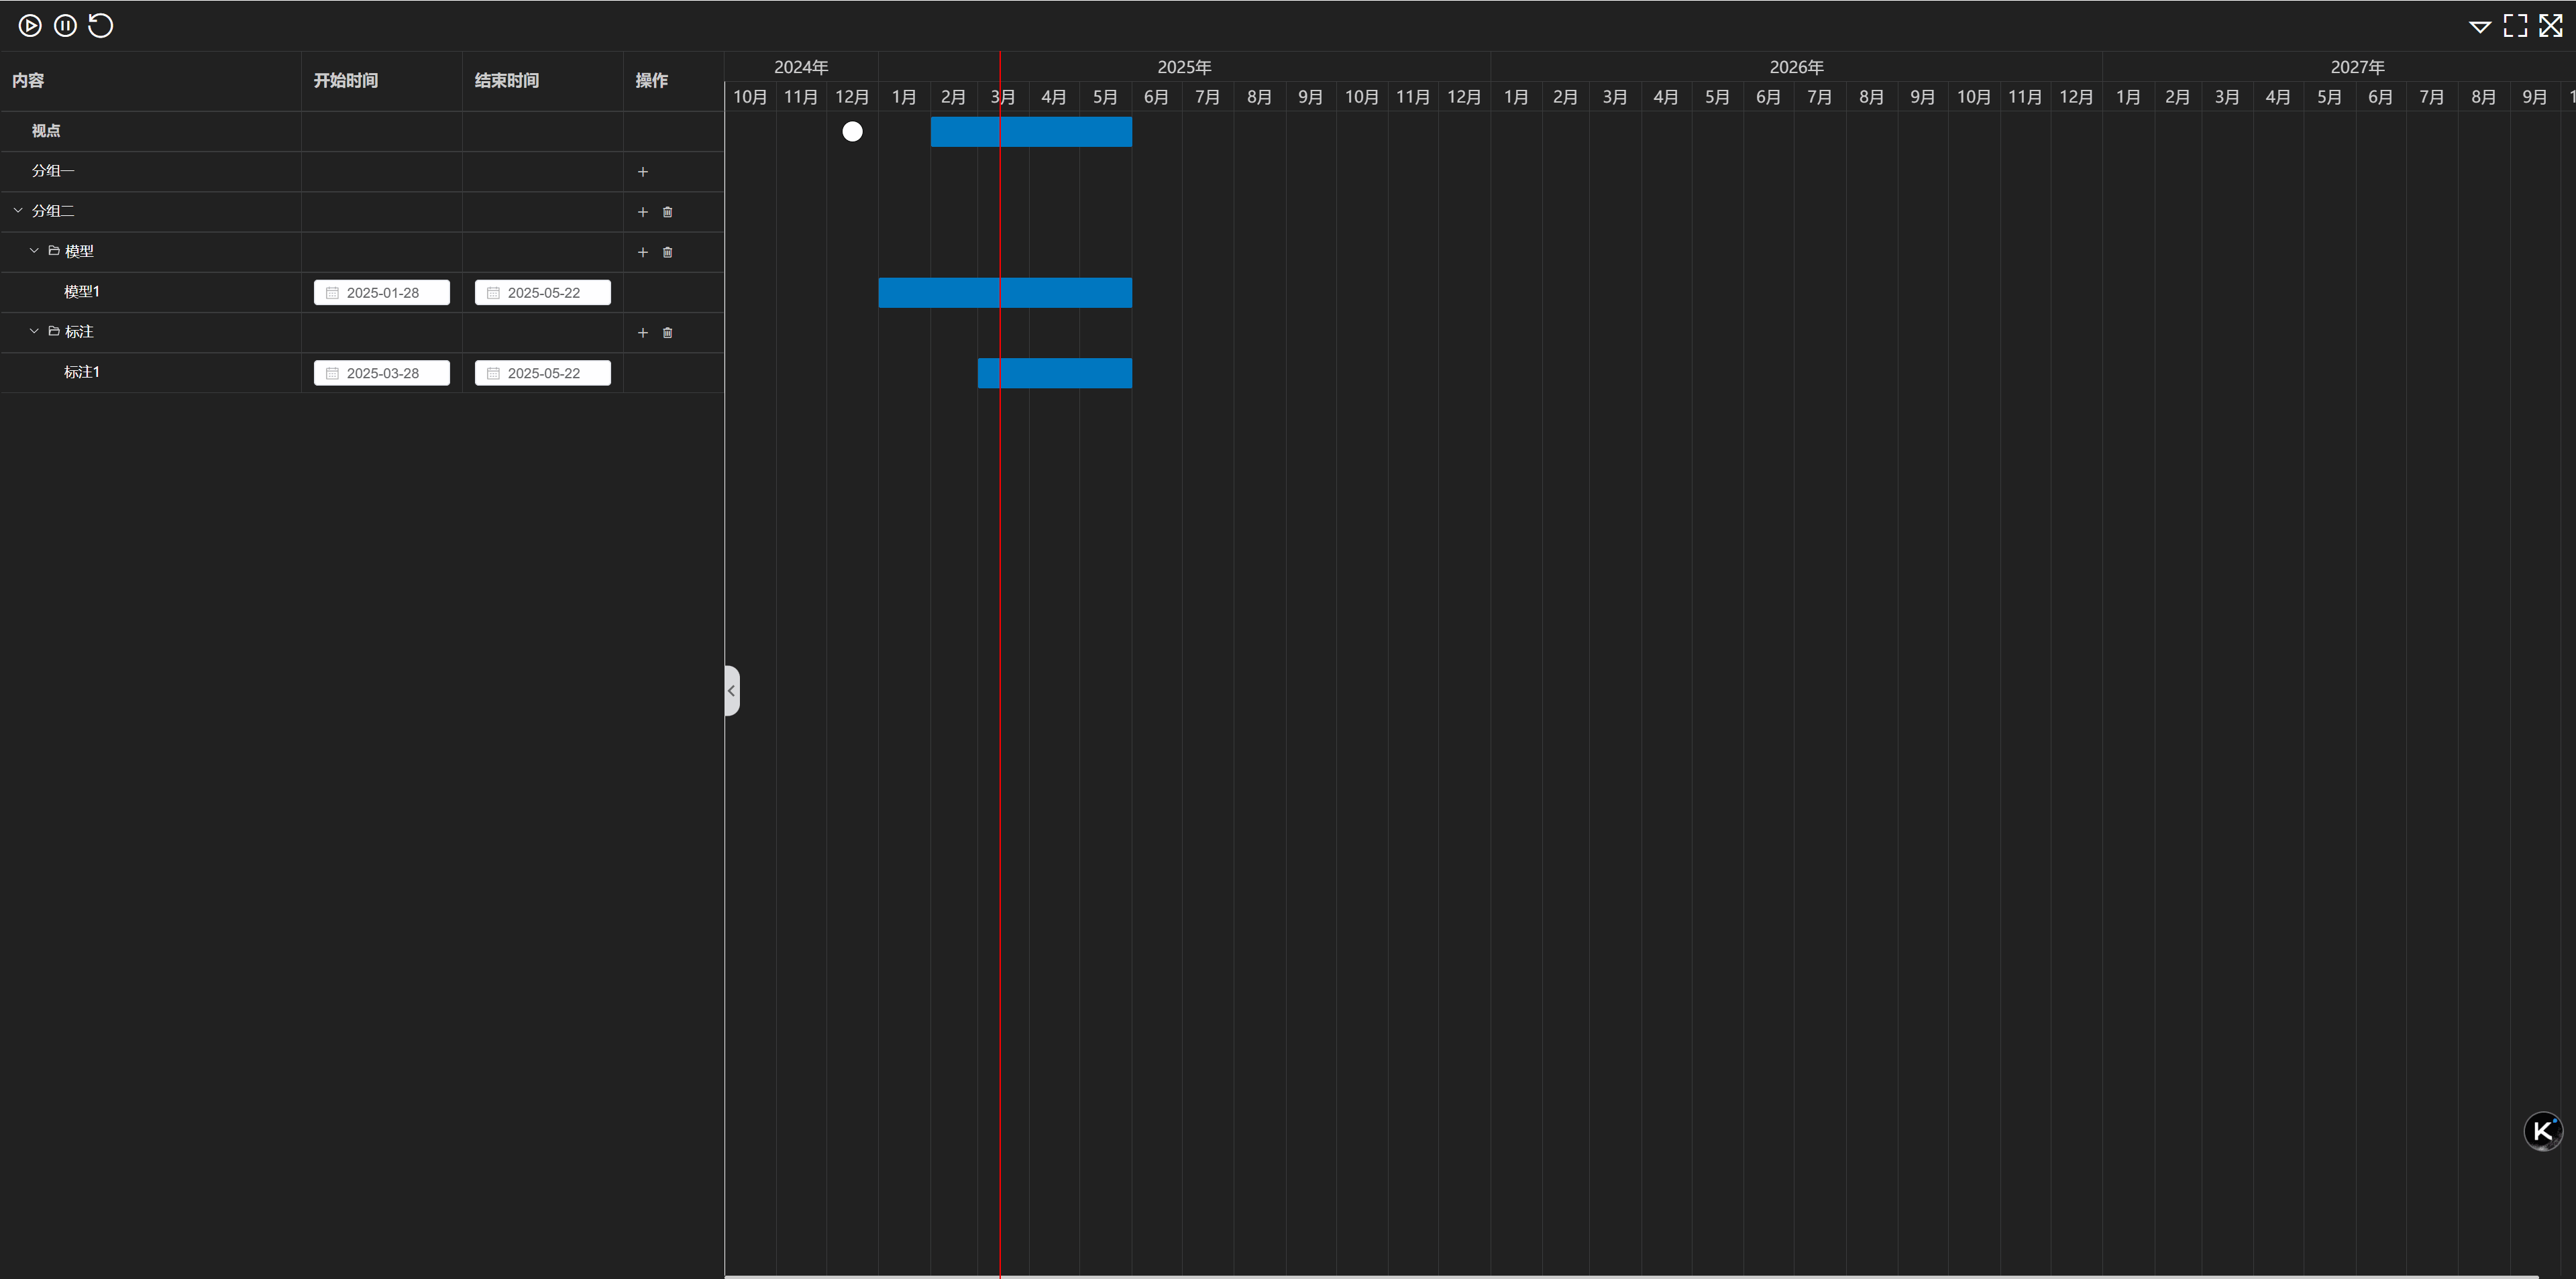 内容 开始时间 结束时间 操作
2024年 2025年 2026年 2027年
10月 11月 12月 1月 2月 3月 4月 5月 6月 7月 8月 9月 10月 11月 12月 1月 2月 3月 4月 5月 6月 7月 8月 9月 10月 11月 12月 1月 2月 3月 4月 5月 6月 7月 8月 9月 1
视点
分组一
分组二
模型
模型1 2025-01-28 2025-05-22
标注
标注1 2025-03-28 2025-05-22
K